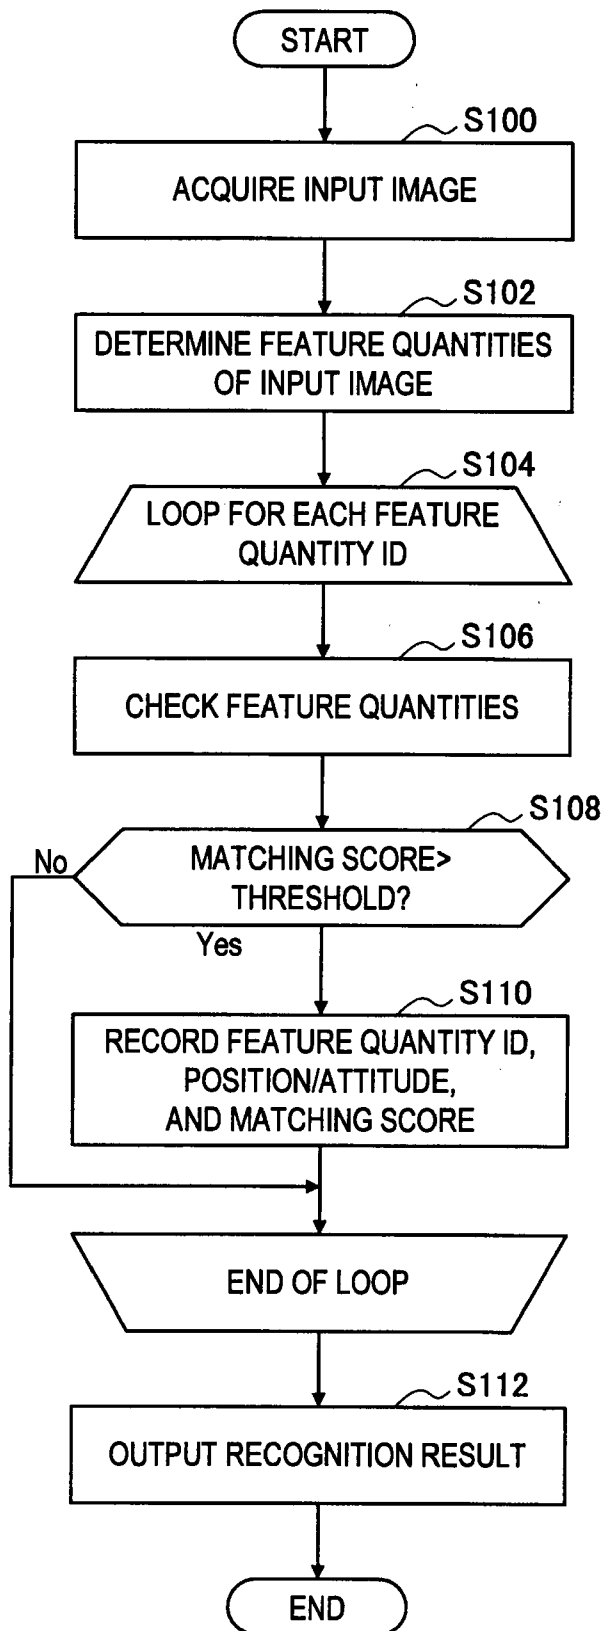 START
S100
ACQUIRE INPUT IMAGE
S102
DETERMINE FEATURE QUANTITIES
OF INPUT IMAGE
S104
LOOP FOR EACH FEATURE
QUANTITY ID
S106
CHECK FEATURE QUANTITIES
S108
No
MATCHING SCORE>
THRESHOLD?
Yes
S110
RECORD FEATURE QUANTITY ID,
POSITION/ATTITUDE,
AND MATCHING SCORE
END OF LOOP
S112
OUTPUT RECOGNITION RESULT
END